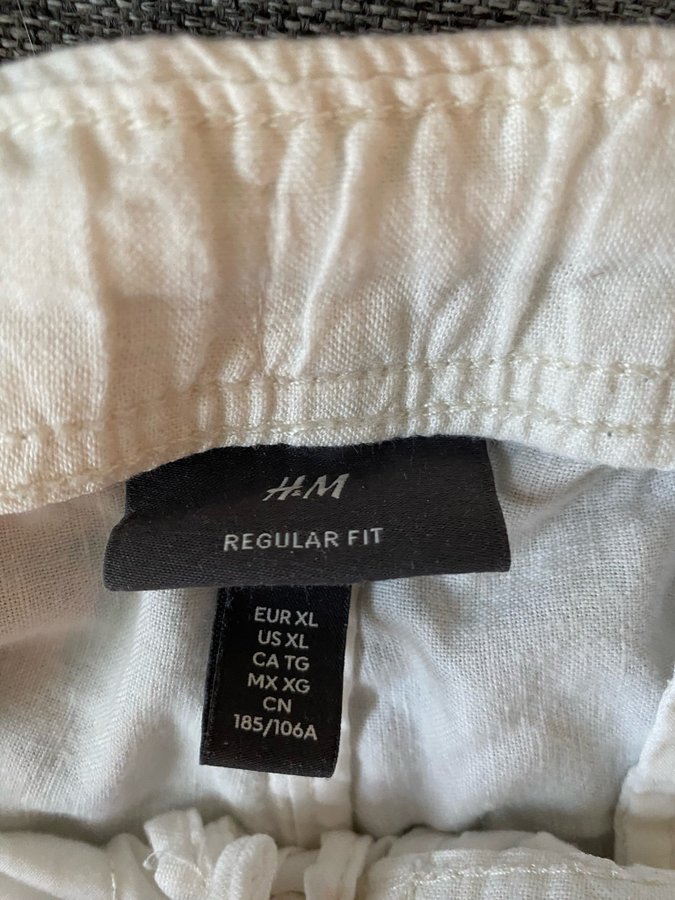 H&M
REGULAR FIT
EUR XL
US XL
CA TG
MX XG
CN
185/106A